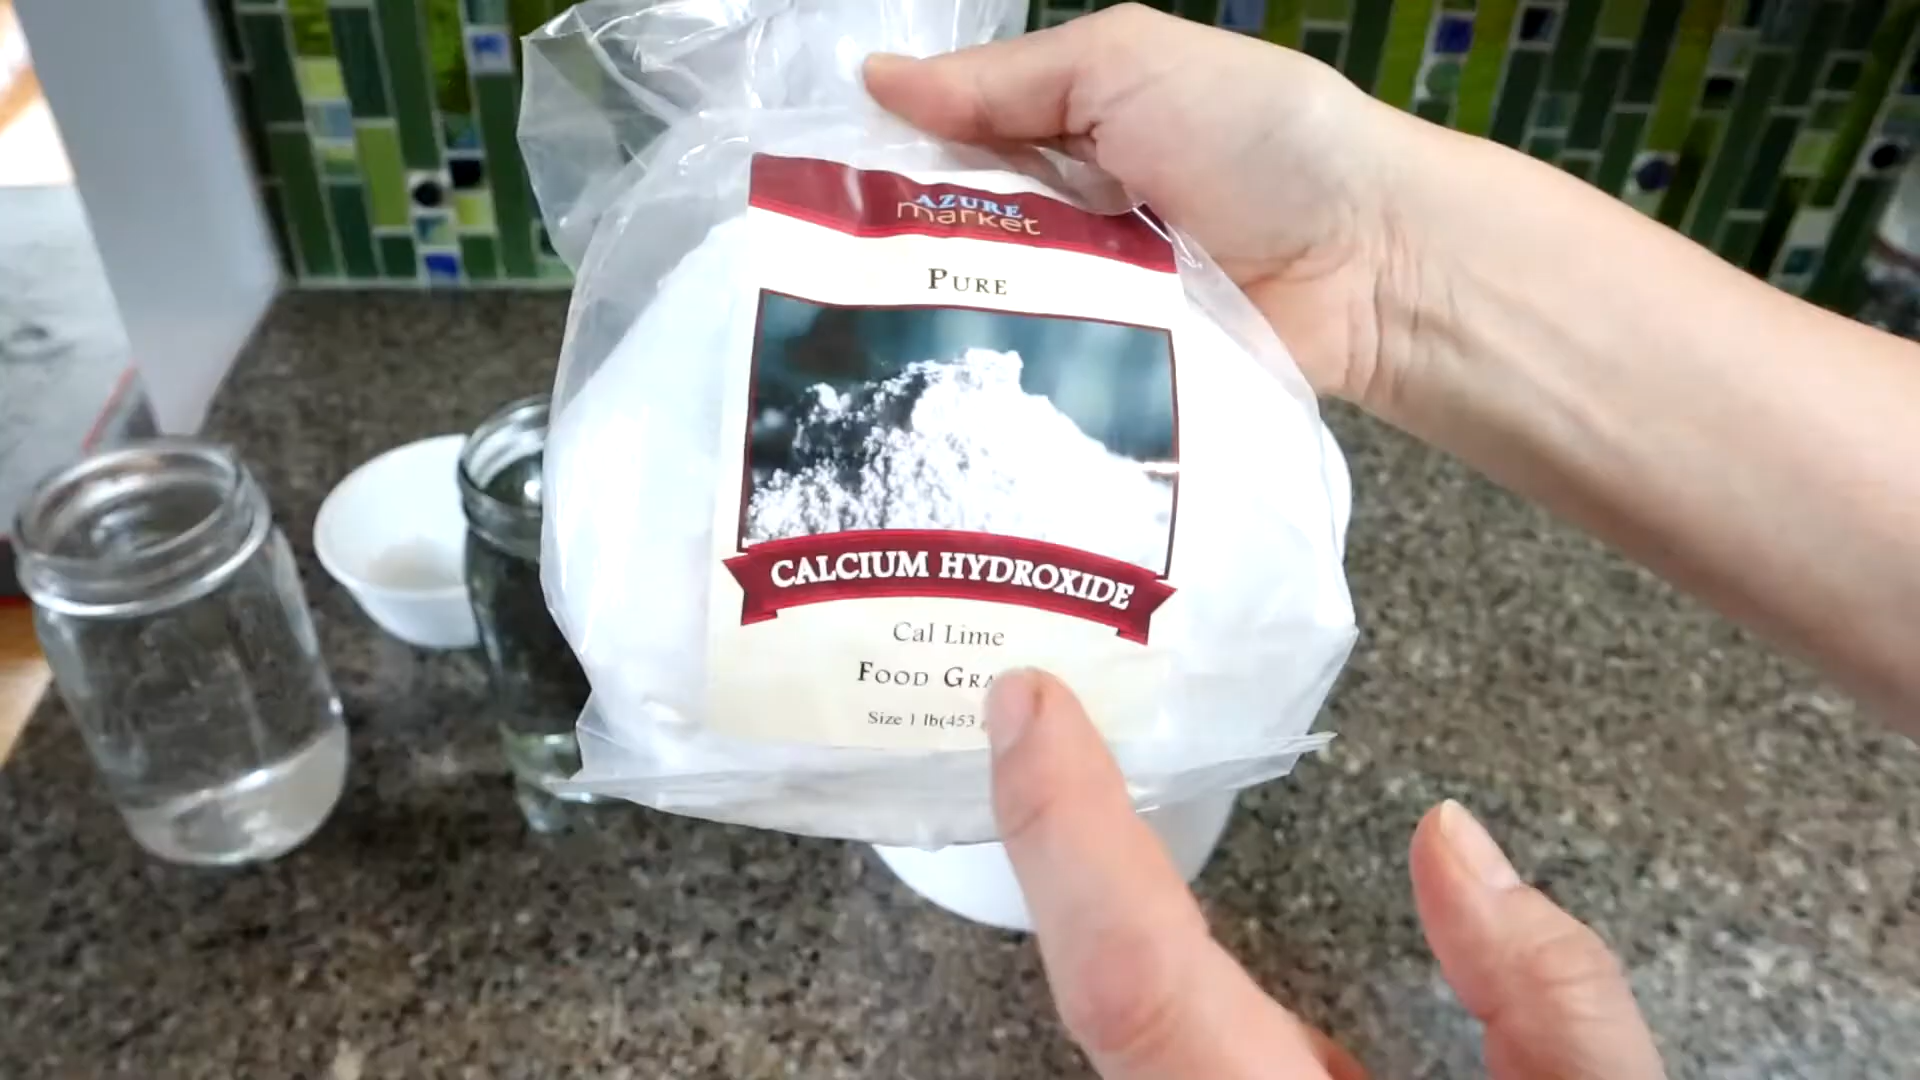 AZURE
market
PURE
CALCIUM HYDROXIDE
Cal Lime
FOOD
Size 1 lb(453